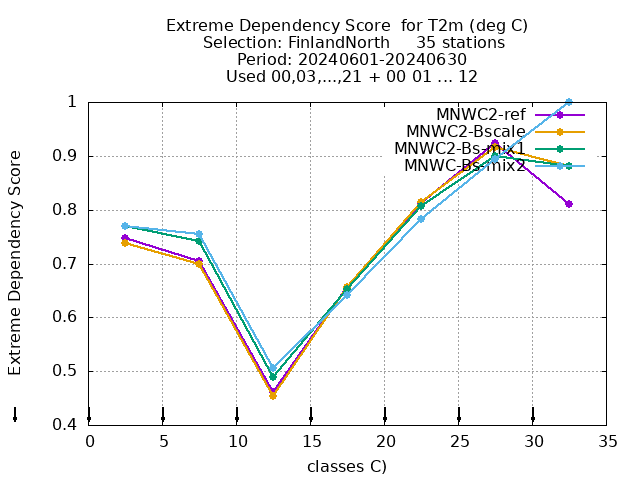 Extreme Dependency Score  for T2m (deg C)
Selection: FinlandNorth     35 stations
Period: 20240601-20240630
Used 00,03,...,21 + 00 01 ... 12
MNWC2-ref
MNWC2-Bscale
MNWC2-Bs-mix1
MNWC-Bs-mix2
Extreme Dependency Score
1
0.9
0.8
0.7
0.6
0.5
0.4
0 5 10 15 20 25 30 35
classes C)